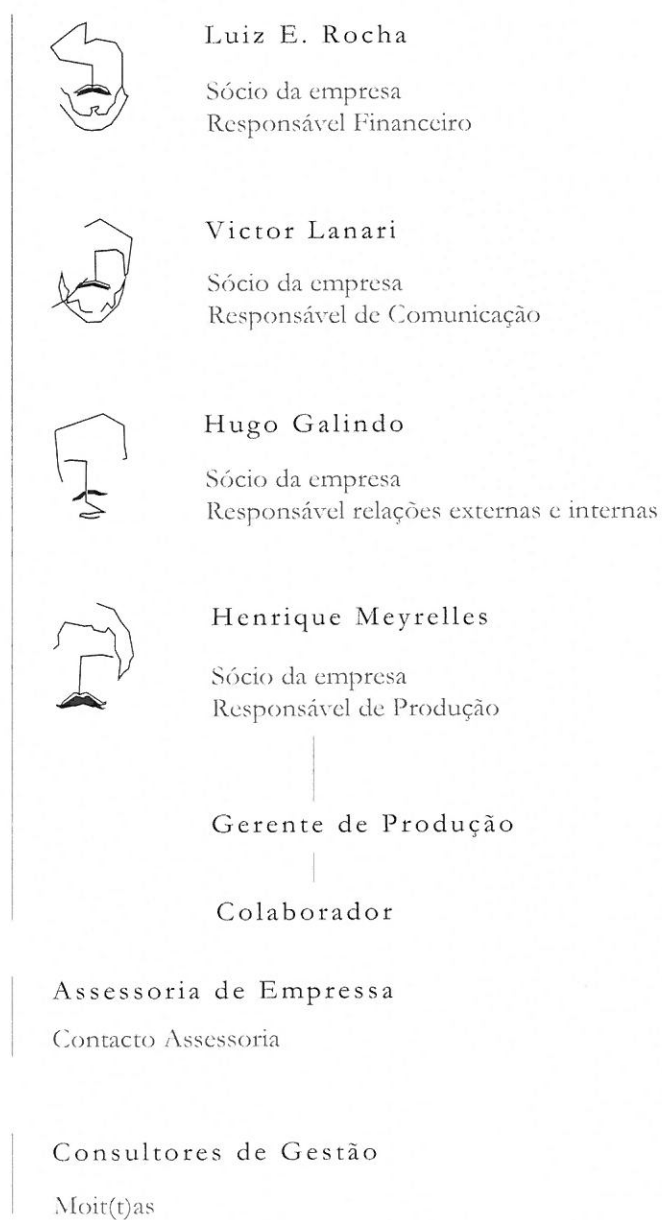 Luiz E. Rocha
Sócio da empresa
Responsável Financeiro
Victor Lanari
Sócio da empresa
Responsável de Comunicação
Hugo Galindo
Sócio da empresa
Responsável relações externas e internas
Henrique Meyrelles
Sócio da empresa
Responsável de Produção
Gerente de Produção
Colaborador
Assessoria de Empressa
Contacto Assessoria
Consultores de Gestão
Moit(t)as